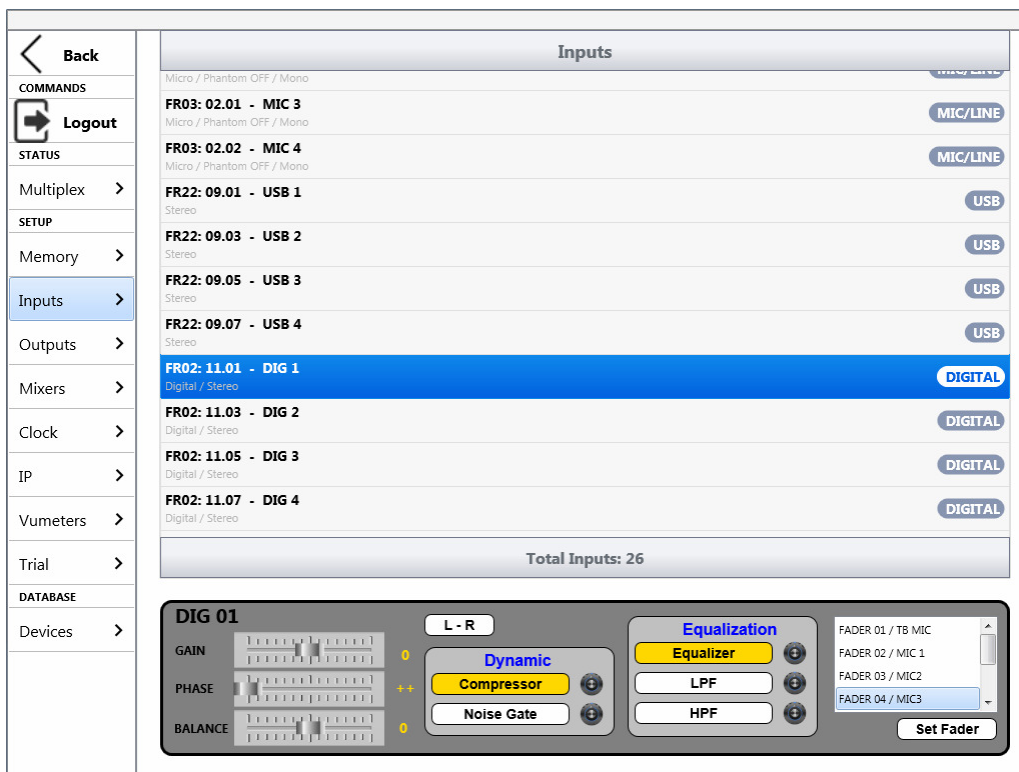 Back
COMMANDS
Logout
STATUS
Multiplex
SETUP
Memory
Inputs
Outputs
Mixers
Clock
IP
Vumeters
Trial
DATABASE
Devices
Inputs
Micro / Phantom OFF / Mono
MIC/LINE
FR03: 02.01 - MIC 3
Micro / Phantom OFF / Mono
MIC/LINE
FR03: 02.02 - MIC 4
Micro / Phantom OFF / Mono
MIC/LINE
FR22: 09.01 - USB 1
Stereo
USB
FR22: 09.03 - USB 2
Stereo
USB
FR22: 09.05 - USB 3
Stereo
USB
FR22: 09.07 - USB 4
Stereo
USB
FR02: 11.01 - DIG 1
Digital / Stereo
DIGITAL
FR02: 11.03 - DIG 2
Digital / Stereo
DIGITAL
FR02: 11.05 - DIG 3
Digital / Stereo
DIGITAL
FR02: 11.07 - DIG 4
Digital / Stereo
DIGITAL
Total Inputs: 26
DIG 01
GAIN
0
PHASE
++
BALANCE
0
L - R
Dynamic
Compressor
Noise Gate
Equalization
Equalizer
LPF
HPF
FADER 01 / TB MIC
FADER 02 / MIC 1
FADER 03 / MIC2
FADER 04 / MIC3
Set Fader